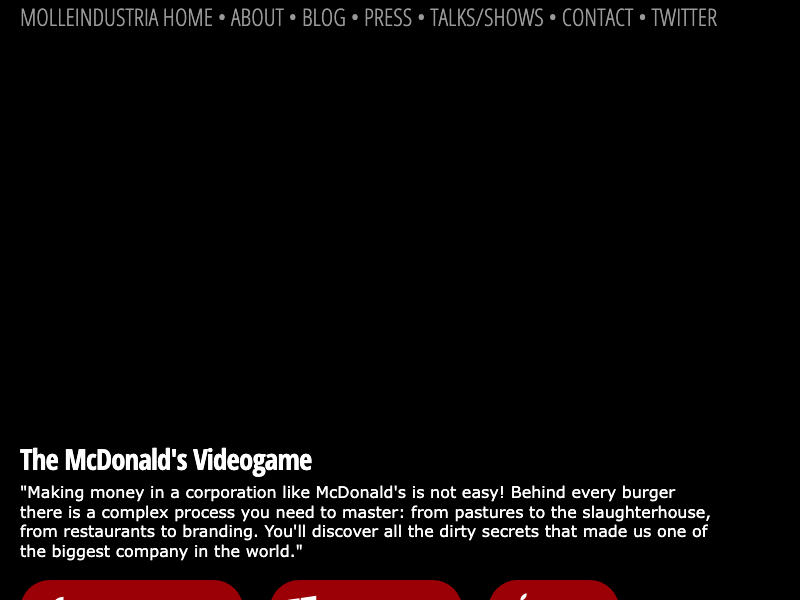 MOLLEINDUSTRIA HOME • ABOUT • BLOG • PRESS • TALKS/SHOWS • CONTACT • TWITTER
The McDonald's Videogame
"Making money in a corporation like McDonald's is not easy! Behind every burger
there is a complex process you need to master: from pastures to the slaughterhouse,
from restaurants to branding. You'll discover all the dirty secrets that made us one of
the biggest company in the world."